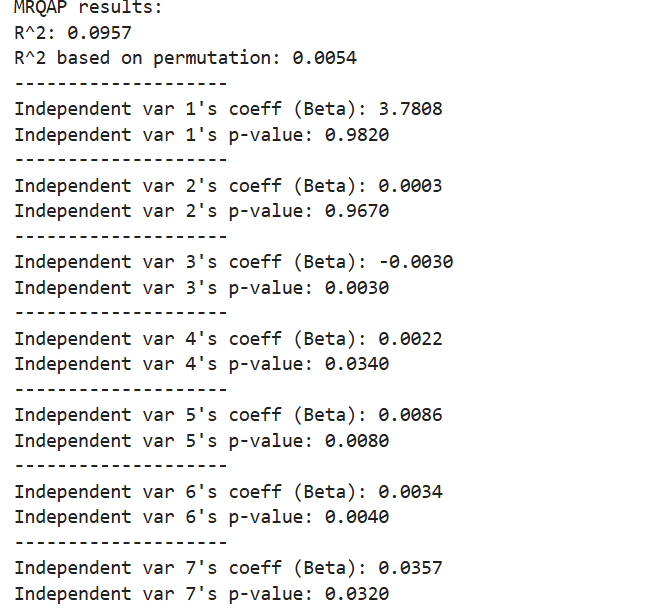 MRQAP results:
R^2: 0.0957
R^2 based on permutation: 0.0054
--------------------
Independent var 1's coeff (Beta): 3.7808
Independent var 1's p-value: 0.9820
--------------------
Independent var 2's coeff (Beta): 0.0003
Independent var 2's p-value: 0.9670
--------------------
Independent var 3's coeff (Beta): -0.0030
Independent var 3's p-value: 0.0030
--------------------
Independent var 4's coeff (Beta): 0.0022
Independent var 4's p-value: 0.0340
--------------------
Independent var 5's coeff (Beta): 0.0086
Independent var 5's p-value: 0.0080
--------------------
Independent var 6's coeff (Beta): 0.0034
Independent var 6's p-value: 0.0040
--------------------
Independent var 7's coeff (Beta): 0.0357
Independent var 7's p-value: 0.0320